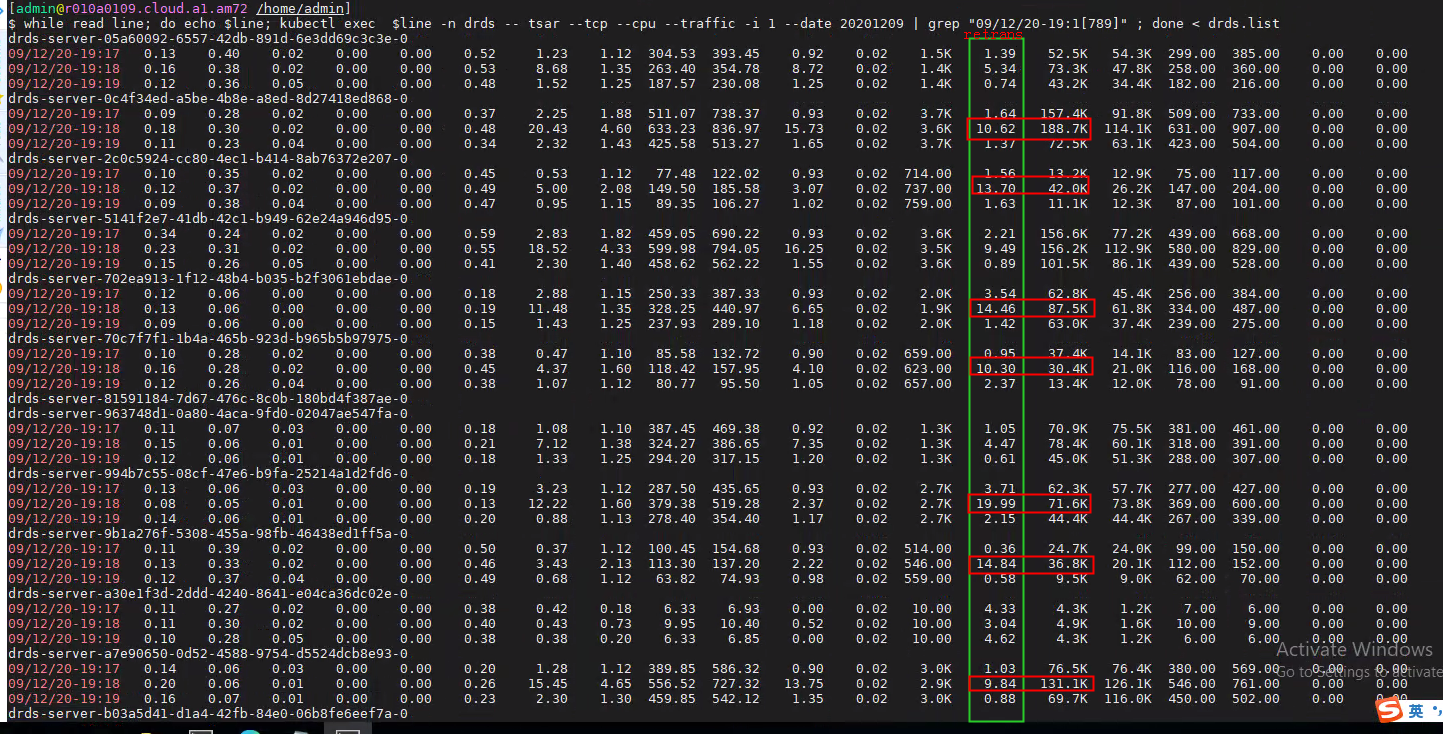 [admin@r010a0109.cloud.a1.am72 /home/admin]
$ while read line; do echo $line; kubectl exec  $line -n drds -- tsar --tcp --cpu --traffic -i 1 --date 20201209 | grep "09/12/20-19:1[789]" ; done < drds.list
retrans
drds-server-05a60092-6557-42db-891d-6e3dd69c3c3e-0
09/12/20-19:17 0.13 0.40 0.02 0.00 0.00 0.52 1.23 1.12 304.53 393.45 0.92 0.02 1.5K 1.39 52.5K 54.3K 299.00 385.00 0.00 0.00
09/12/20-19:18 0.16 0.38 0.02 0.00 0.00 0.53 8.68 1.35 263.40 354.78 8.72 0.02 1.4K 5.34 73.3K 47.8K 258.00 360.00 0.00 0.00
09/12/20-19:19 0.12 0.36 0.05 0.00 0.00 0.48 1.52 1.25 187.57 230.08 1.25 0.02 1.4K 0.74 43.2K 34.4K 182.00 216.00 0.00 0.00
drds-server-0c4f34ed-a5be-4b8e-a8ed-8d27418ed868-0
09/12/20-19:17 0.09 0.28 0.02 0.00 0.00 0.37 2.25 1.88 511.07 738.37 0.93 0.02 3.7K 1.64 157.4K 91.8K 509.00 733.00 0.00 0.00
09/12/20-19:18 0.18 0.30 0.02 0.00 0.00 0.48 20.43 4.60 633.23 836.97 15.73 0.02 3.6K 10.62 188.7K 114.1K 631.00 907.00 0.00 0.00
09/12/20-19:19 0.11 0.23 0.04 0.00 0.00 0.34 2.32 1.43 425.58 513.27 1.65 0.02 3.7K 1.37 72.5K 63.1K 423.00 504.00 0.00 0.00
drds-server-2c0c5924-cc80-4ec1-b414-8ab76372e207-0
09/12/20-19:17 0.10 0.35 0.02 0.00 0.00 0.45 0.53 1.12 77.48 122.02 0.93 0.02 714.00 1.56 13.2K 12.9K 75.00 117.00 0.00 0.00
09/12/20-19:18 0.12 0.37 0.02 0.00 0.00 0.49 5.00 2.08 149.50 185.58 3.07 0.02 737.00 13.70 42.0K 26.2K 147.00 204.00 0.00 0.00
09/12/20-19:19 0.09 0.38 0.04 0.00 0.00 0.47 0.95 1.15 89.35 106.27 1.02 0.02 759.00 1.63 11.1K 12.3K 87.00 101.00 0.00 0.00
drds-server-5141f2e7-41db-42c1-b949-62e24a946d95-0
09/12/20-19:17 0.34 0.24 0.02 0.00 0.00 0.59 2.83 1.82 459.05 690.22 0.93 0.02 3.6K 2.21 156.6K 77.2K 439.00 668.00 0.00 0.00
09/12/20-19:18 0.23 0.31 0.02 0.00 0.00 0.55 18.52 4.33 599.98 794.05 16.25 0.02 3.5K 9.49 156.2K 112.9K 580.00 829.00 0.00 0.00
09/12/20-19:19 0.15 0.26 0.05 0.00 0.00 0.41 2.30 1.40 458.62 562.22 1.55 0.02 3.6K 0.89 101.5K 86.1K 439.00 528.00 0.00 0.00
drds-server-702ea913-1f12-48b4-b035-b2f3061ebdae-0
09/12/20-19:17 0.12 0.06 0.00 0.00 0.00 0.18 2.88 1.15 250.33 387.33 0.93 0.02 2.0K 3.54 62.8K 45.4K 256.00 384.00 0.00 0.00
09/12/20-19:18 0.13 0.06 0.00 0.00 0.00 0.19 11.48 1.35 328.25 440.97 6.65 0.02 1.9K 14.46 87.5K 61.8K 334.00 487.00 0.00 0.00
09/12/20-19:19 0.09 0.06 0.00 0.00 0.00 0.15 1.43 1.25 237.93 289.10 1.18 0.02 2.0K 1.42 63.0K 37.4K 239.00 275.00 0.00 0.00
drds-server-70c7f7f1-1b4a-465b-923d-b965b5b97975-0
09/12/20-19:17 0.10 0.28 0.02 0.00 0.00 0.38 0.47 1.10 85.58 132.72 0.90 0.02 659.00 0.95 37.4K 14.1K 83.00 127.00 0.00 0.00
09/12/20-19:18 0.16 0.28 0.02 0.00 0.00 0.45 4.37 1.60 118.42 157.95 4.10 0.02 623.00 10.30 30.4K 21.0K 116.00 168.00 0.00 0.00
09/12/20-19:19 0.12 0.26 0.04 0.00 0.00 0.38 1.07 1.12 80.77 95.50 1.05 0.02 657.00 2.37 13.4K 12.0K 78.00 91.00 0.00 0.00
drds-server-81591184-7d67-476c-8c0b-180bd4f387ae-0
drds-server-963748d1-0a80-4aca-9fd0-02047ae547fa-0
09/12/20-19:17 0.11 0.07 0.03 0.00 0.00 0.18 1.08 1.10 387.45 469.38 0.92 0.02 1.3K 1.05 70.9K 75.5K 381.00 461.00 0.00 0.00
09/12/20-19:18 0.15 0.06 0.01 0.00 0.00 0.21 7.12 1.38 324.27 386.65 7.35 0.02 1.3K 4.47 78.4K 60.1K 318.00 391.00 0.00 0.00
09/12/20-19:19 0.12 0.06 0.01 0.00 0.00 0.18 1.33 1.25 294.20 317.15 1.20 0.02 1.3K 0.61 45.0K 51.3K 288.00 307.00 0.00 0.00
drds-server-994b7c55-08cf-47e6-b9fa-25214a1d2fd6-0
09/12/20-19:17 0.13 0.06 0.03 0.00 0.00 0.19 3.23 1.12 287.50 435.65 0.93 0.02 2.7K 3.71 62.3K 57.7K 277.00 427.00 0.00 0.00
09/12/20-19:18 0.08 0.05 0.01 0.00 0.00 0.13 12.22 1.60 379.38 519.28 2.37 0.02 2.7K 19.99 71.6K 73.8K 369.00 600.00 0.00 0.00
09/12/20-19:19 0.14 0.06 0.01 0.00 0.00 0.20 0.88 1.13 278.40 354.40 1.17 0.02 2.7K 2.15 44.4K 44.4K 267.00 339.00 0.00 0.00
drds-server-9b1a276f-5308-455a-98fb-46438ed1ff5a-0
09/12/20-19:17 0.11 0.39 0.02 0.00 0.00 0.50 0.37 1.12 100.45 154.68 0.93 0.02 514.00 0.36 24.7K 24.0K 99.00 150.00 0.00 0.00
09/12/20-19:18 0.13 0.33 0.02 0.00 0.00 0.46 3.43 2.13 113.30 137.20 2.22 0.02 546.00 14.84 36.8K 20.1K 112.00 152.00 0.00 0.00
09/12/20-19:19 0.12 0.37 0.04 0.00 0.00 0.49 0.68 1.12 63.82 74.93 0.98 0.02 559.00 0.58 9.5K 9.0K 62.00 70.00 0.00 0.00
drds-server-a30e1f3d-2ddd-4240-8641-e04ca36dc02e-0
09/12/20-19:17 0.11 0.27 0.02 0.00 0.00 0.38 0.42 0.18 6.33 6.93 0.00 0.02 10.00 4.33 4.3K 1.2K 7.00 6.00 0.00 0.00
09/12/20-19:18 0.11 0.30 0.02 0.00 0.00 0.40 0.43 0.73 9.95 10.40 0.52 0.02 10.00 3.04 4.9K 1.6K 10.00 9.00 0.00 0.00
09/12/20-19:19 0.10 0.28 0.05 0.00 0.00 0.38 0.38 0.20 6.33 6.85 0.00 0.02 10.00 4.62 4.3K 1.2K 6.00 6.00 0.00 0.00
drds-server-a7e90650-0d52-4588-9754-d5524dcb8e93-0
09/12/20-19:17 0.14 0.06 0.03 0.00 0.00 0.20 1.28 1.12 389.85 586.32 0.90 0.02 3.0K 1.03 76.5K 76.4K 380.00 569.00 0.00 0.00
09/12/20-19:18 0.20 0.06 0.01 0.00 0.00 0.26 15.45 4.65 556.52 727.32 13.75 0.02 2.9K 9.84 131.1K 126.1K 546.00 761.00 0.00 0.00
09/12/20-19:19 0.16 0.07 0.01 0.00 0.00 0.23 2.30 1.30 459.85 542.12 1.35 0.02 3.0K 0.88 69.7K 116.0K 450.00 502.00 0.00 0.00
drds-server-b03a5d41-d1a4-42fb-84e0-06b8fe6eef7a-0
Activate Windows
Go to Settings to activate
S 英